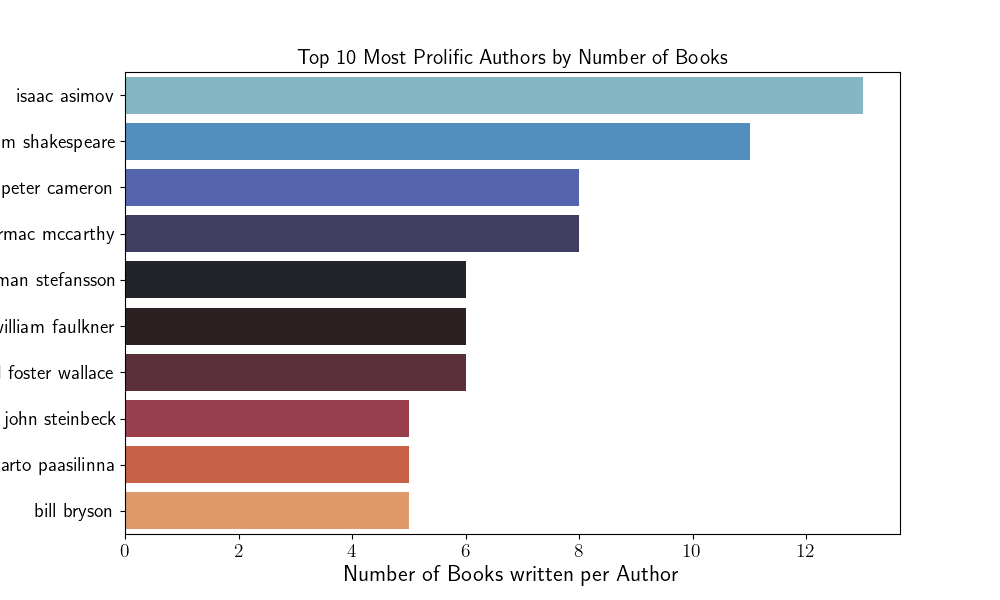 Top 10 Most Prolific Authors by Number of Books
isaac asimov
m shakespeare
peter cameron
rmac mccarthy
man stefansson
william faulkner
foster wallace
john steinbeck
arto paasilinna
bill bryson
0 2 4 6 8 10 12
Number of Books written per Author